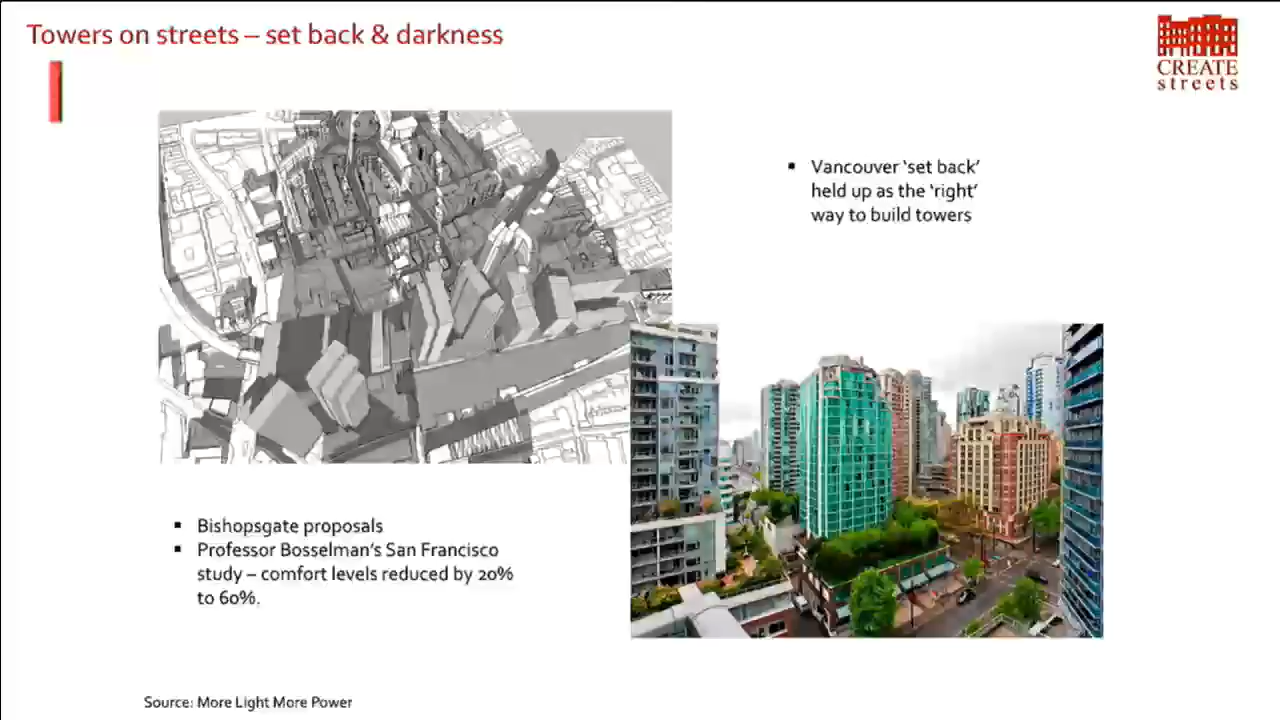 Towers on streets – set back & darkness
CREATE
streets
▪ Vancouver ‘set back’
held up as the ‘right’
way to build towers
▪ Bishopsgate proposals
▪ Professor Bosselman’s San Francisco
study – comfort levels reduced by 20%
to 60%.
Source: More Light More Power